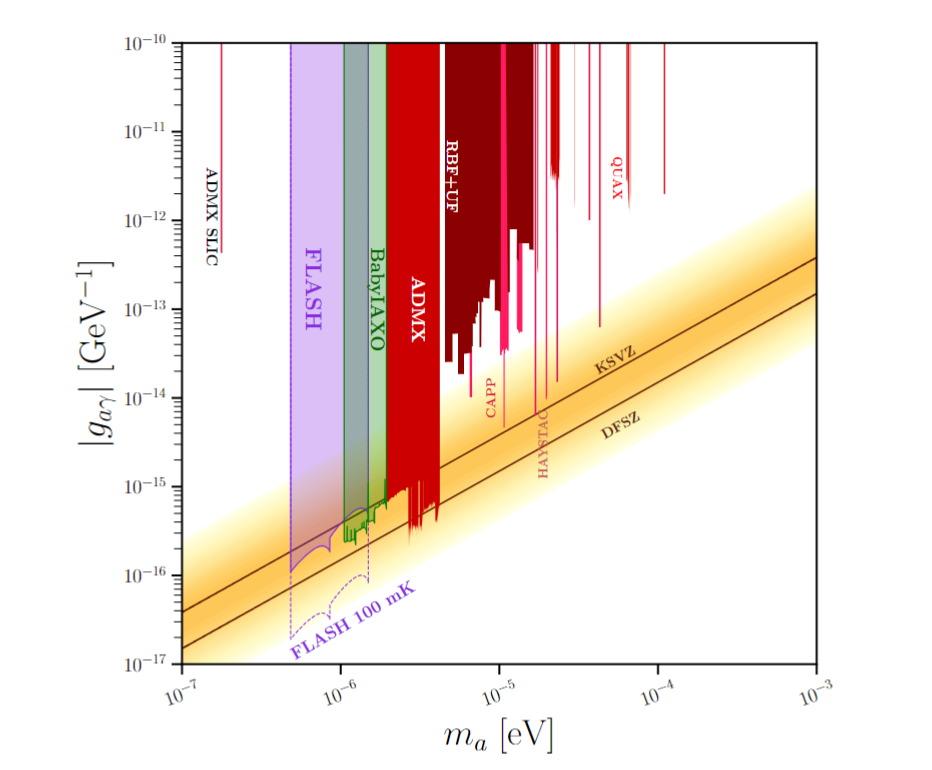 10⁻¹⁰
10⁻¹¹
10⁻¹²
10⁻¹³
10⁻¹⁴
10⁻¹⁵
10⁻¹⁶
10⁻¹⁷
|g_{aγ}| [GeV⁻¹]
ADMX SLIC
FLASH
BabyIAXO
ADMX
RBF+UF
CAPP
HAYSTAC
QUAX
KSVZ
DFSZ
FLASH 100 mK
10⁻⁷
10⁻⁶
10⁻⁵
10⁻⁴
10⁻³
m_a [eV]